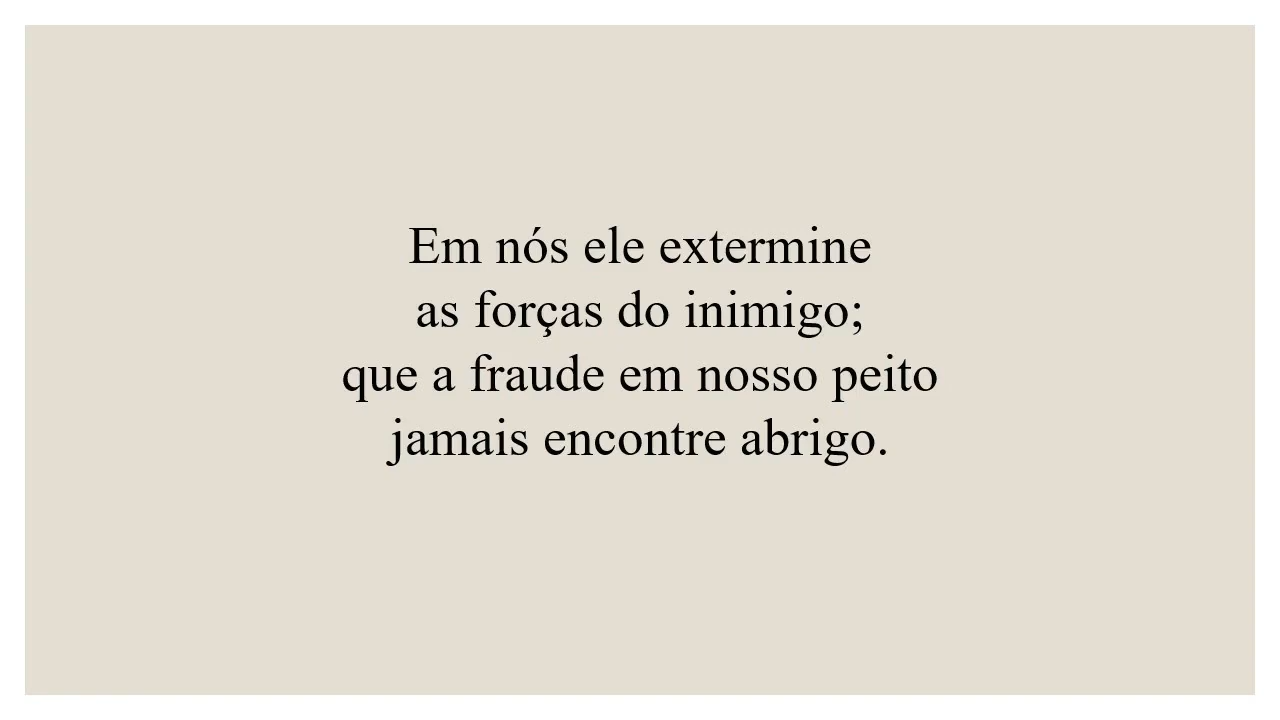 Em nós ele extermine
as forças do inimigo;
que a fraude em nosso peito
jamais encontre abrigo.